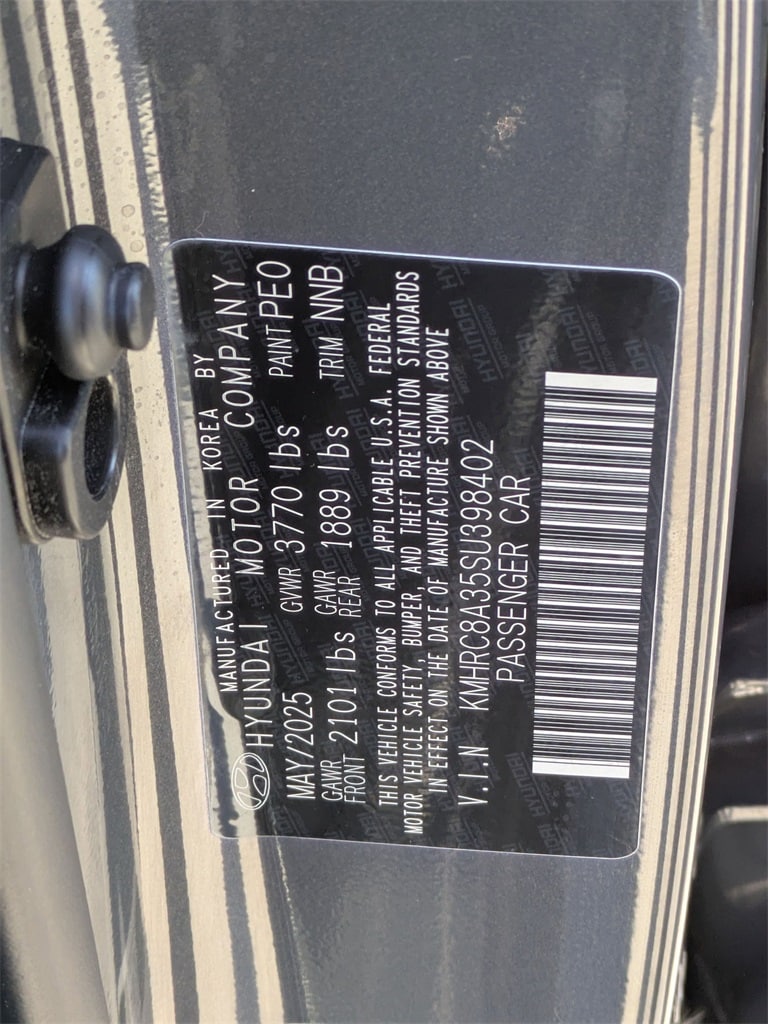 MANUFACTURED IN KOREA BY
HYUNDAI MOTOR COMPANY
MAY/2025 GVWR 3770 lbs PAINT PEO
GAWR FRONT 2101 lbs GAWR REAR 1889 lbs TRIM NNB
THIS VEHICLE CONFORMS TO ALL APPLICABLE U.S.A. FEDERAL
MOTOR VEHICLE SAFETY, BUMPER, AND THEFT PREVENTION STANDARDS
IN EFFECT ON THE DATE OF MANUFACTURE SHOWN ABOVE
V.I.N KMHRC8A35SU398402
PASSENGER CAR